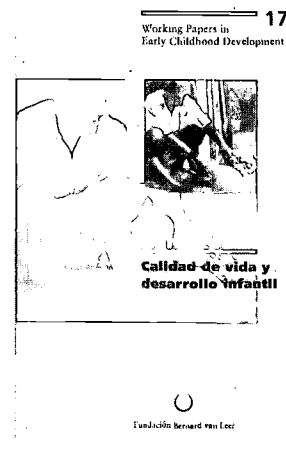 17
Working Papers in
Early Childhood Development
Calidad de vida y
desarrollo infantil
Fundación Bernard van Leer